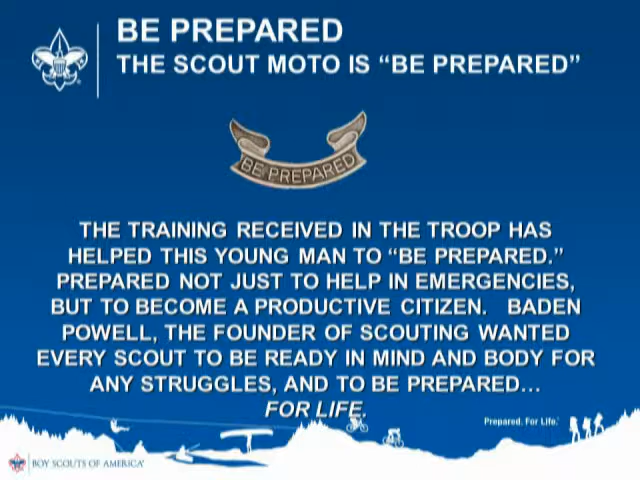 BE PREPARED
THE SCOUT MOTO IS “BE PREPARED”
BE PREPARED
THE TRAINING RECEIVED IN THE TROOP HAS
HELPED THIS YOUNG MAN TO “BE PREPARED.”
PREPARED NOT JUST TO HELP IN EMERGENCIES,
BUT TO BECOME A PRODUCTIVE CITIZEN. BADEN
POWELL, THE FOUNDER OF SCOUTING WANTED
EVERY SCOUT TO BE READY IN MIND AND BODY FOR
ANY STRUGGLES, AND TO BE PREPARED…
FOR LIFE.
Prepared. For Life.
BOY SCOUTS OF AMERICA